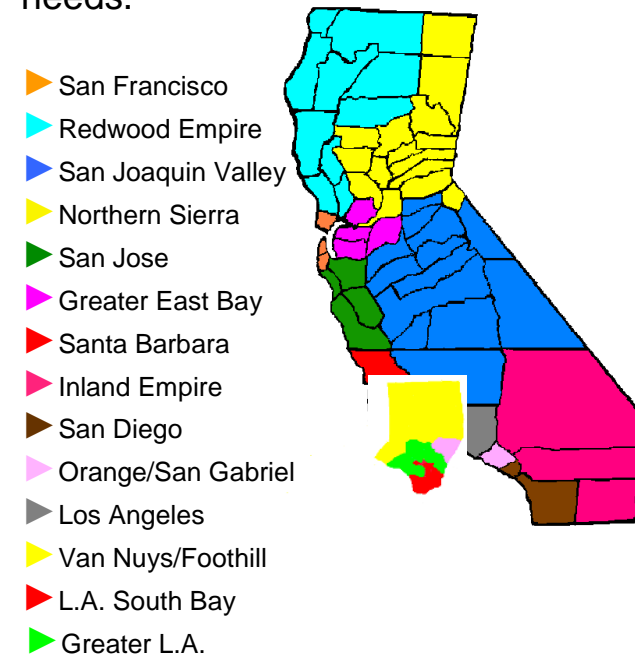 needs:
San Francisco
Redwood Empire
San Joaquin Valley
Northern Sierra
San Jose
Greater East Bay
Santa Barbara
Inland Empire
San Diego
Orange/San Gabriel
Los Angeles
Van Nuys/Foothill
L.A. South Bay
Greater L.A.